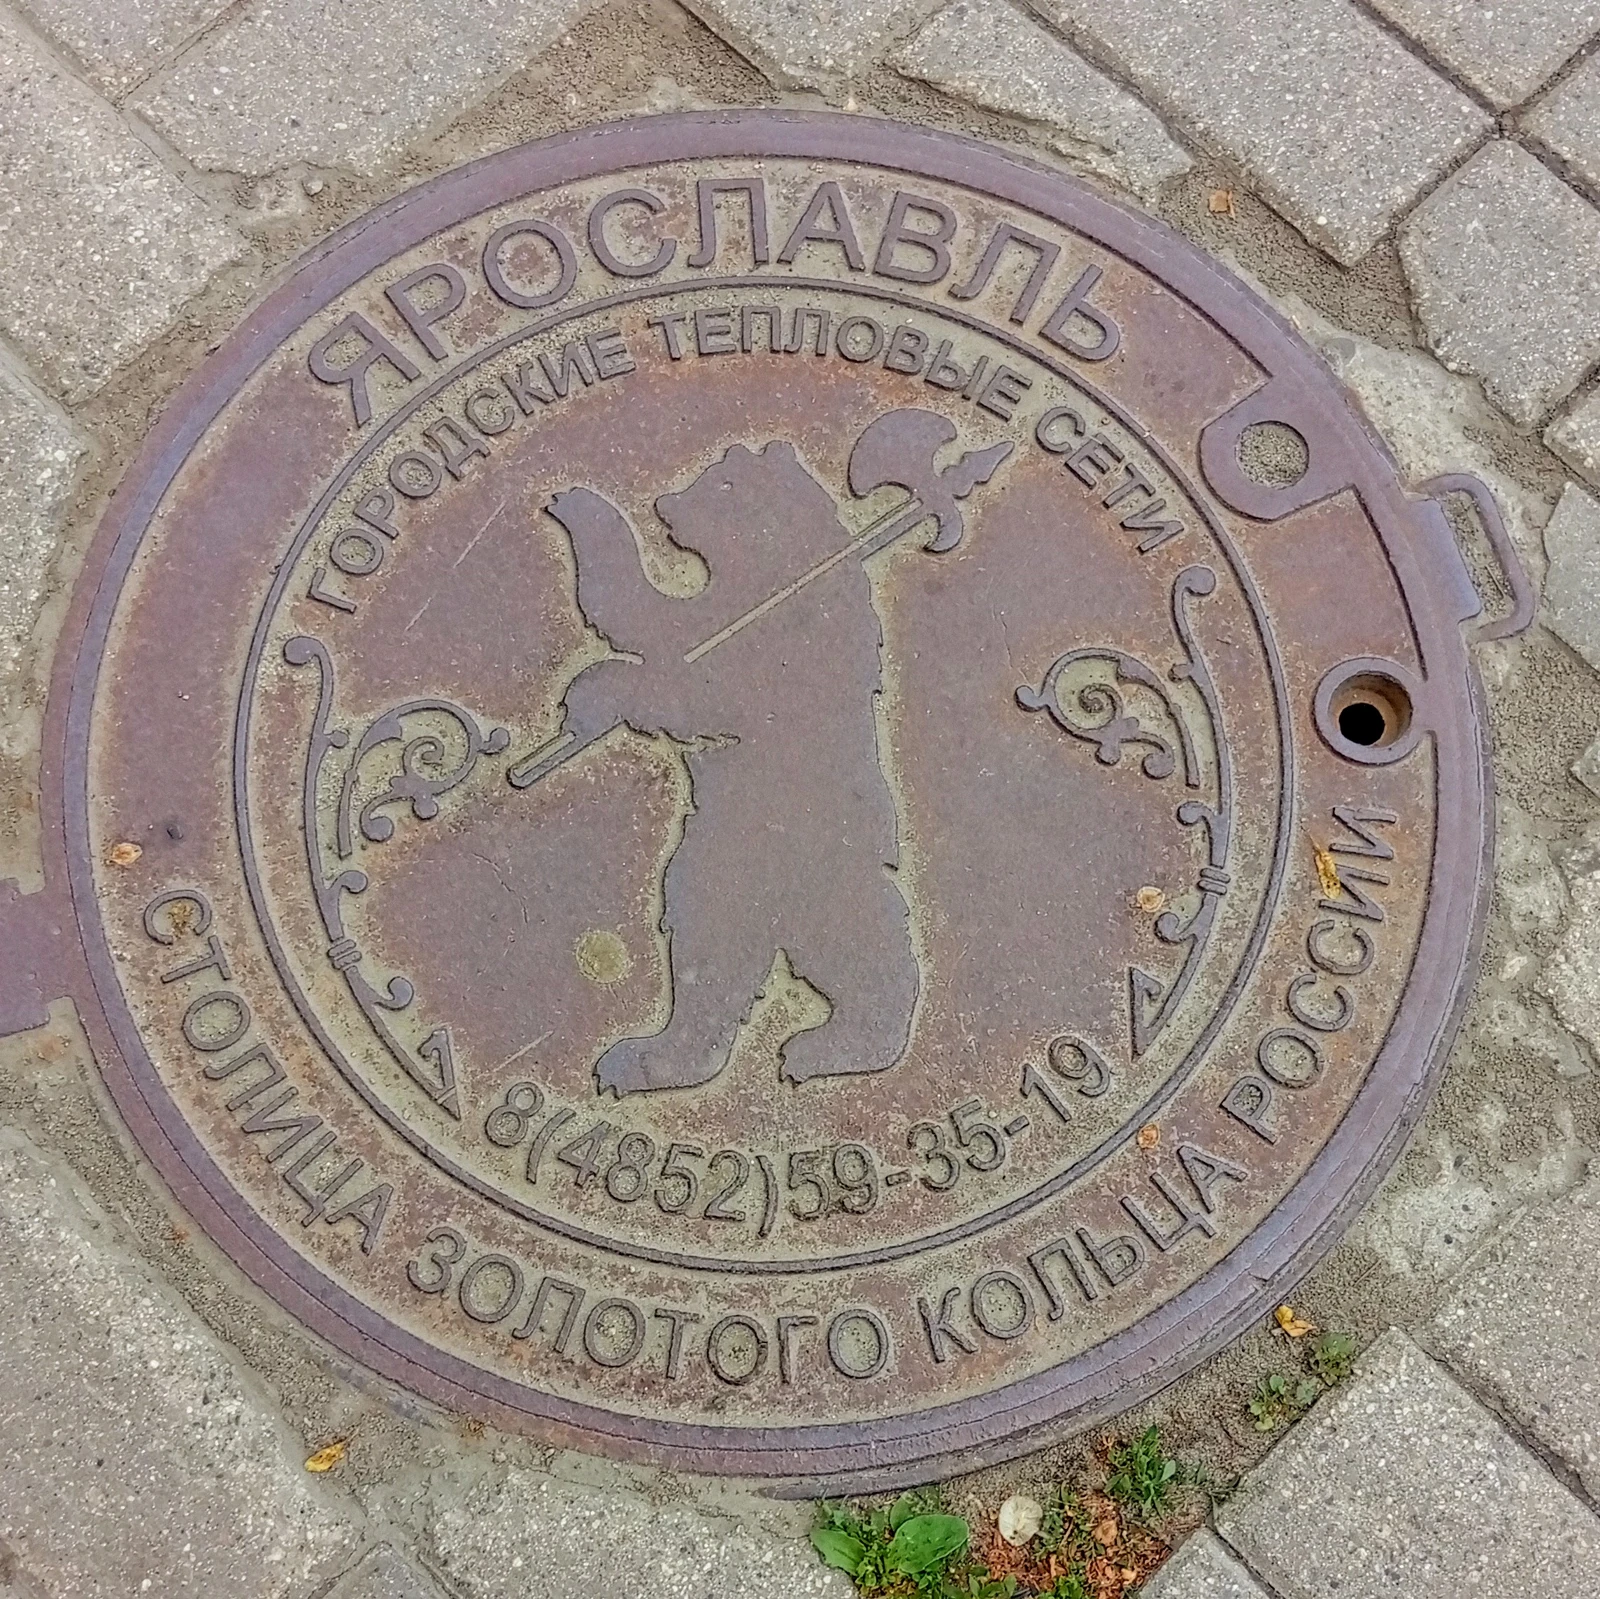 ЯРОСЛАВЛЬ
ГОРОДСКИЕ ТЕПЛОВЫЕ СЕТИ
8(4852)59-35-19
СТОЛИЦА ЗОЛОТОГО КОЛЬЦА РОССИИ